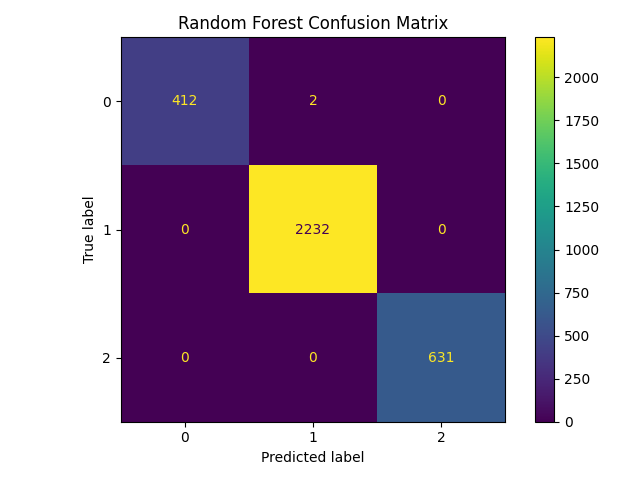 Random Forest Confusion Matrix
True label
0 412 2 0
1 0 2232 0
2 0 0 631
0 1 2
Predicted label
2000
1750
1500
1250
1000
750
500
250
0